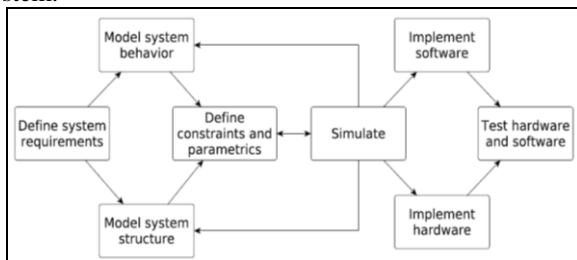 Model system
behavior
Implement
software
Define system
requirements
Define
constraints and
parametrics
Simulate
Test hardware
and software
Model system
structure
Implement
hardware